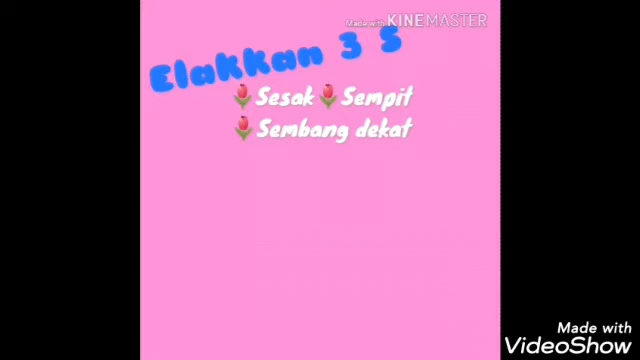 Made with KINEMASTER
Elakkan 3 S
Sesak Sempit
Sembang dekat
Made with
VideoShow